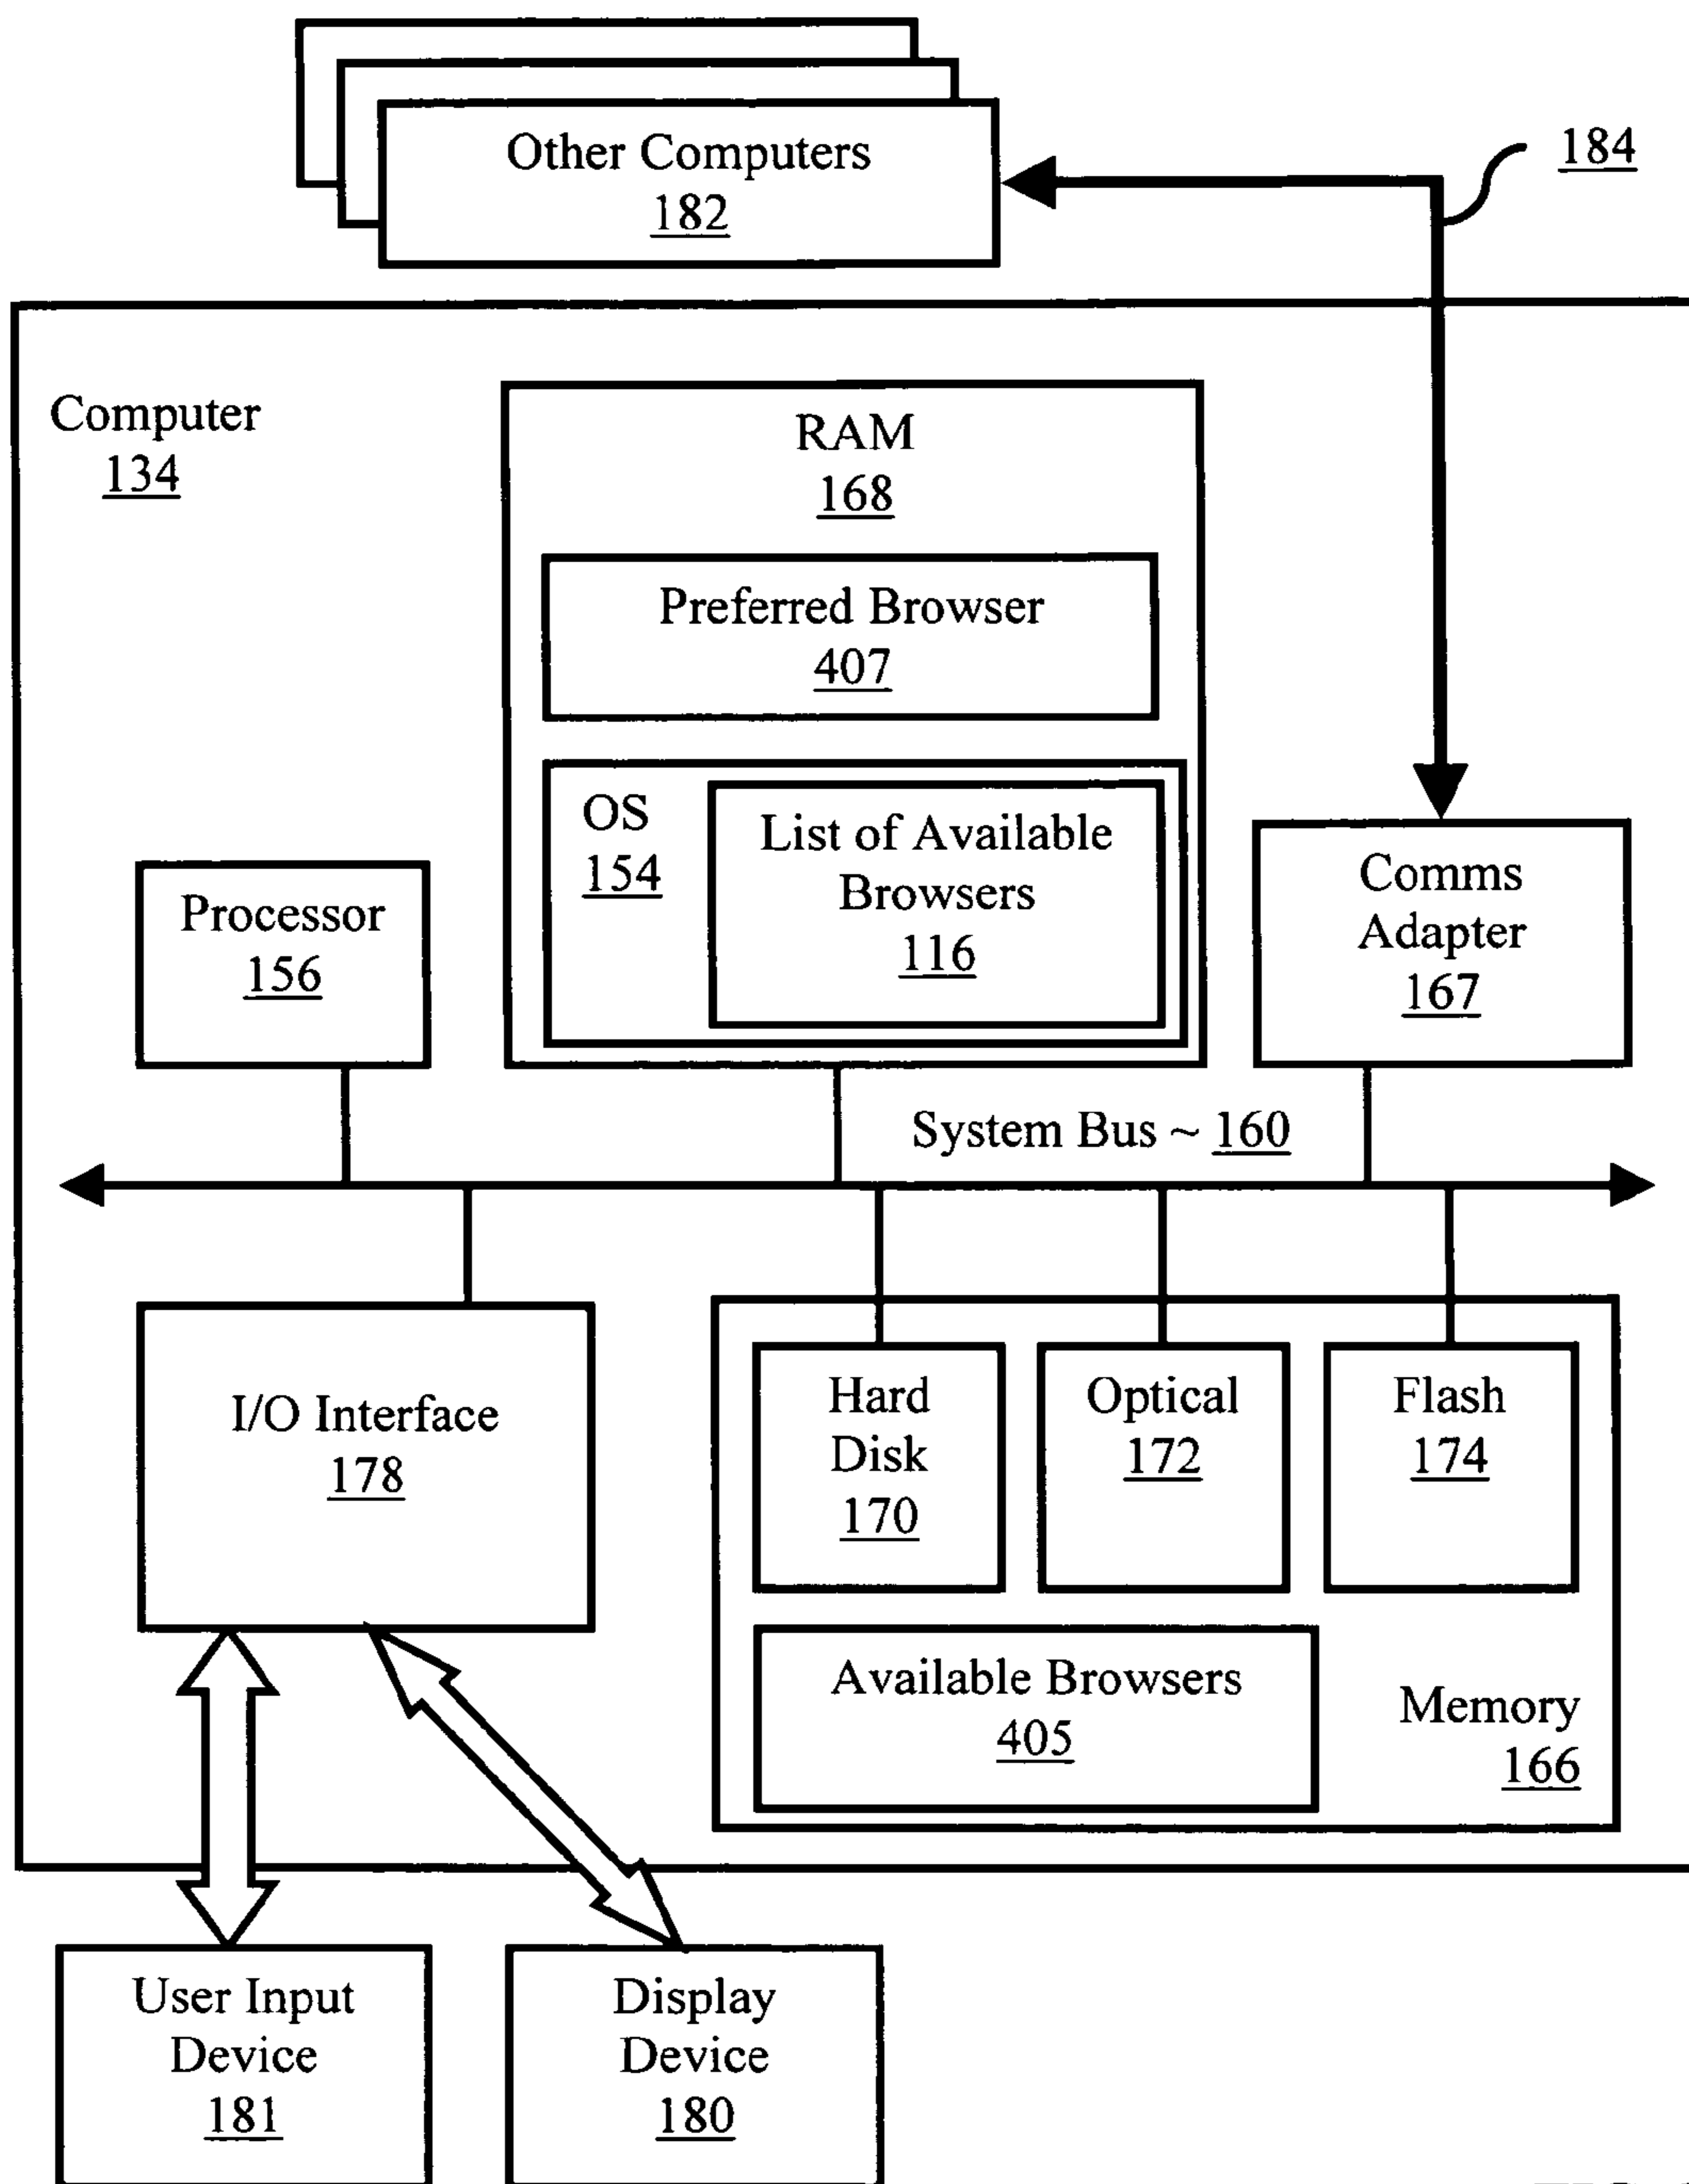 Other Computers
182
184
Computer
134
RAM
168
Preferred Browser
407
OS
154
List of Available
Browsers
116
Processor
156
Comms
Adapter
167
System Bus ~ 160
I/O Interface
178
Hard
Disk
170
Optical
172
Flash
174
Available Browsers
405
Memory
166
User Input
Device
181
Display
Device
180